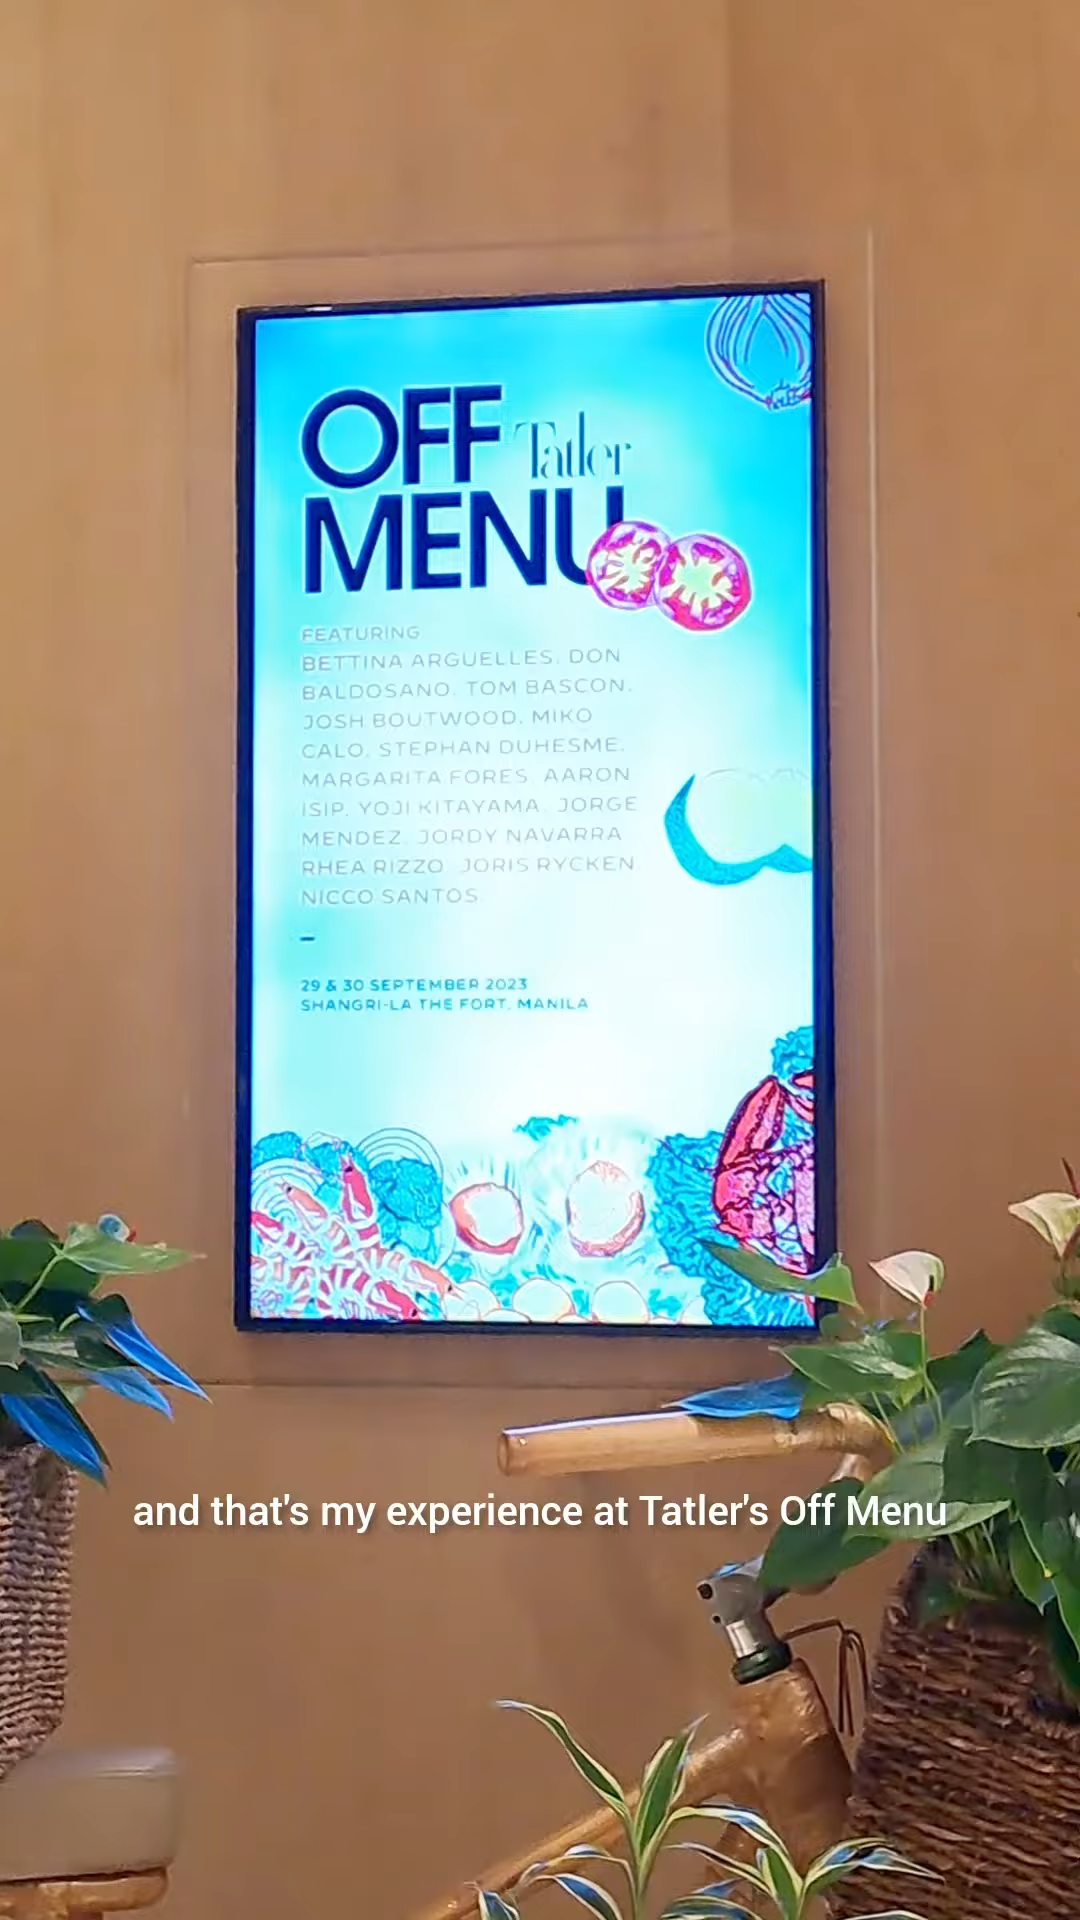 OFF Tatler
MENU
FEATURING
BETTINA ARGUELLES, DON
BALDOSANO, TOM BASCON,
JOSH BOUTWOOD, MIKO
CALO, STEPHAN DUHESME,
MARGARITA FORES, AARON
ISIP, YOJI KITAYAMA, JORGE
MENDEZ, JORDY NAVARRA
RHEA RIZZO, JORIS RYCKEN
NICCO SANTOS
–
29 & 30 SEPTEMBER 2023
SHANGRI-LA THE FORT, MANILA
and that's my experience at Tatler's Off Menu